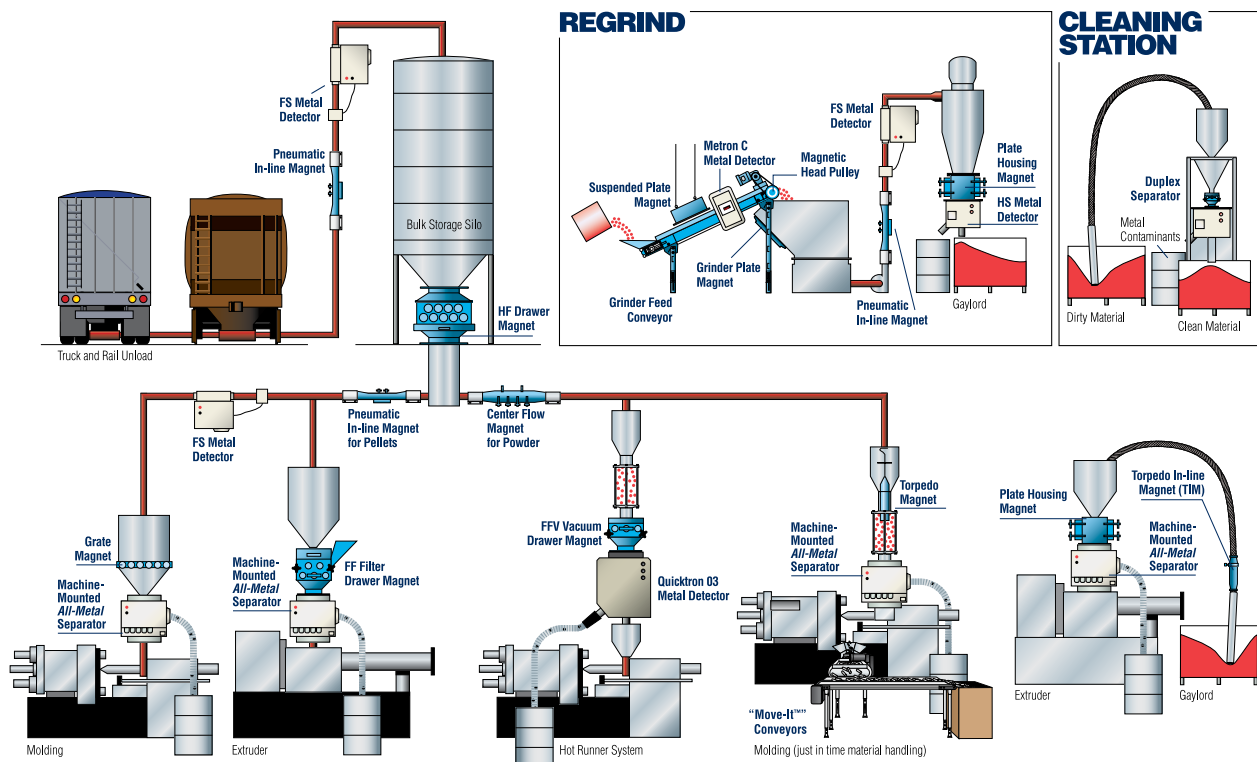 REGRIND
CLEANING
STATION
FS Metal
Detector
Pneumatic
In-line Magnet
Bulk Storage Silo
HF Drawer
Magnet
Truck and Rail Unload
Suspended Plate
Magnet
Metron C
Metal Detector
Magnetic
Head Pulley
FS Metal
Detector
Plate
Housing
Magnet
HS Metal
Detector
Grinder Plate
Magnet
Grinder Feed
Conveyor
Pneumatic
In-line Magnet
Gaylord
Duplex
Separator
Metal
Contaminants
Dirty Material
Clean Material
FS Metal
Detector
Pneumatic
In-line Magnet
for Pellets
Center Flow
Magnet
for Powder
Grate
Magnet
Machine-
Mounted
All-Metal
Separator
Molding
Machine-
Mounted
All-Metal
Separator
FF Filter
Drawer Magnet
Extruder
FFV Vacuum
Drawer Magnet
Quicktron 03
Metal Detector
Hot Runner System
Torpedo
Magnet
Machine-
Mounted
All-Metal
Separator
"Move-It™"
Conveyors
Molding (just in time material handling)
Plate Housing
Magnet
Torpedo In-line
Magnet (TIM)
Machine-
Mounted
All-Metal
Separator
Extruder
Gaylord